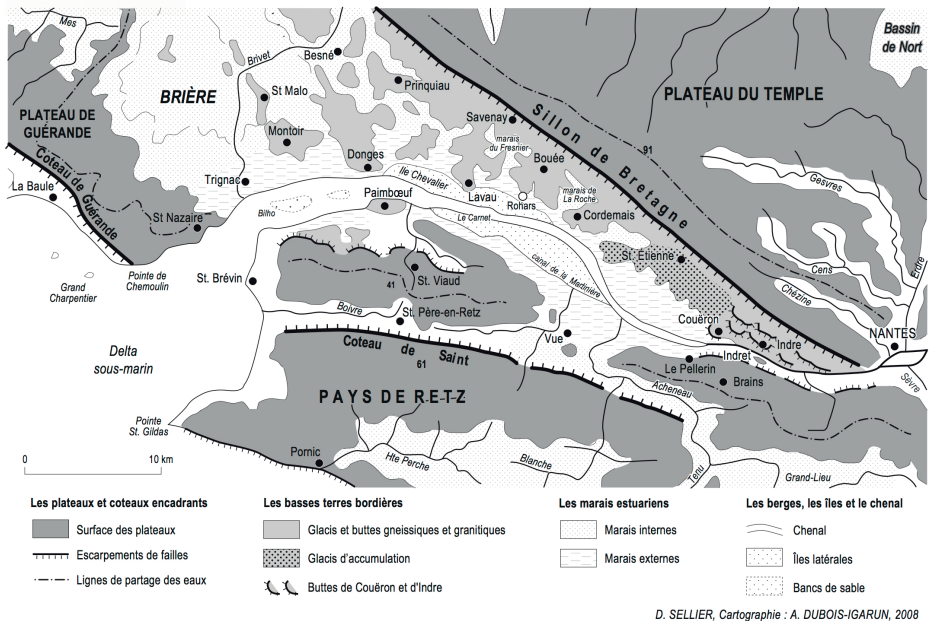 Mes
Brivet
Besné
Bassin
de Nort
BRIÈRE
St Malo
Prinquiau
PLATEAU DU TEMPLE
PLATEAU DE
GUÉRANDE
Savenay
Sillon de Bretagne
Montoir
marais
du Fresnier
91
Donges
Bouée
Coteau de
Guérande
Trignac
Ile Chevalier
Gesvres
La Baule
Paimbœuf
Lavau
Rohars
marais de
La Roche
St Nazaire
Bilho
Le Carnet
Cordemais
St. Etienne
canal de la Martinière
Cens
Erdre
Pointe de
Chemoulin
St. Brévin
41
St. Viaud
Chézine
Grand
Charpentier
Boivre
St. Père-en-Retz
Couëron
NANTES
Vue
Indre
Coteau de Saint
61
Indret
Delta
sous-marin
Le Pellerin
Brains
Sèvre
PAYS DE RETZ
Acheneau
Pointe
St. Gildas
Pornic
Hte Perche
Blanche
Tenu
Grand-Lieu
0 10 km
Les plateaux et coteaux encadrants
Surface des plateaux
Escarpements de failles
Lignes de partage des eaux
Les basses terres bordières
Glacis et buttes gneissiques et granitiques
Glacis d'accumulation
Buttes de Couëron et d'Indre
Les marais estuariens
Marais internes
Marais externes
Les berges, les îles et le chenal
Chenal
Îles latérales
Bancs de sable
D. SELLIER, Cartographie : A. DUBOIS-IGARUN, 2008